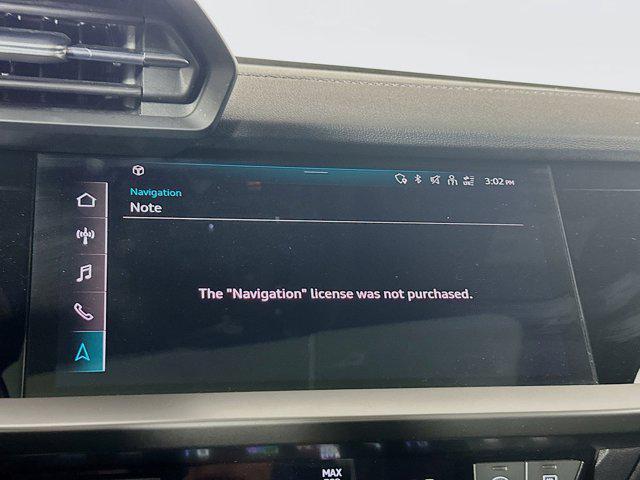 3:02 PM
Navigation
Note
The "Navigation" license was not purchased.
MAX